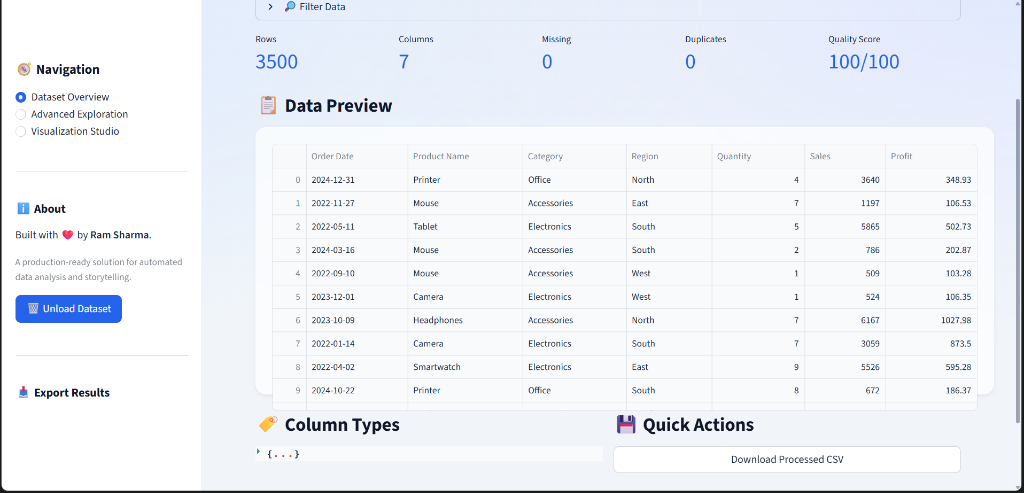 Filter Data
Rows Columns Missing Duplicates Quality Score
3500 7 0 0 100/100
Navigation
Dataset Overview
Advanced Exploration
Visualization Studio
About
Built with ❤️ by Ram Sharma.
A production-ready solution for automated
data analysis and storytelling.
Unload Dataset
Export Results
Data Preview
Order Date Product Name Category Region Quantity Sales Profit
0 2024-12-31 Printer Office North 4 3640 348.93
1 2022-11-27 Mouse Accessories East 7 1197 106.53
2 2022-05-11 Tablet Electronics South 5 5865 502.73
3 2024-03-16 Mouse Accessories South 2 786 202.87
4 2022-09-10 Mouse Accessories West 1 509 103.28
5 2023-12-01 Camera Electronics West 1 524 106.35
6 2023-10-09 Headphones Accessories North 7 6167 1027.98
7 2022-01-14 Camera Electronics South 7 3059 873.5
8 2022-04-02 Smartwatch Electronics East 9 5526 595.28
9 2024-10-22 Printer Office South 8 672 186.37
Column Types
{...}
Quick Actions
Download Processed CSV